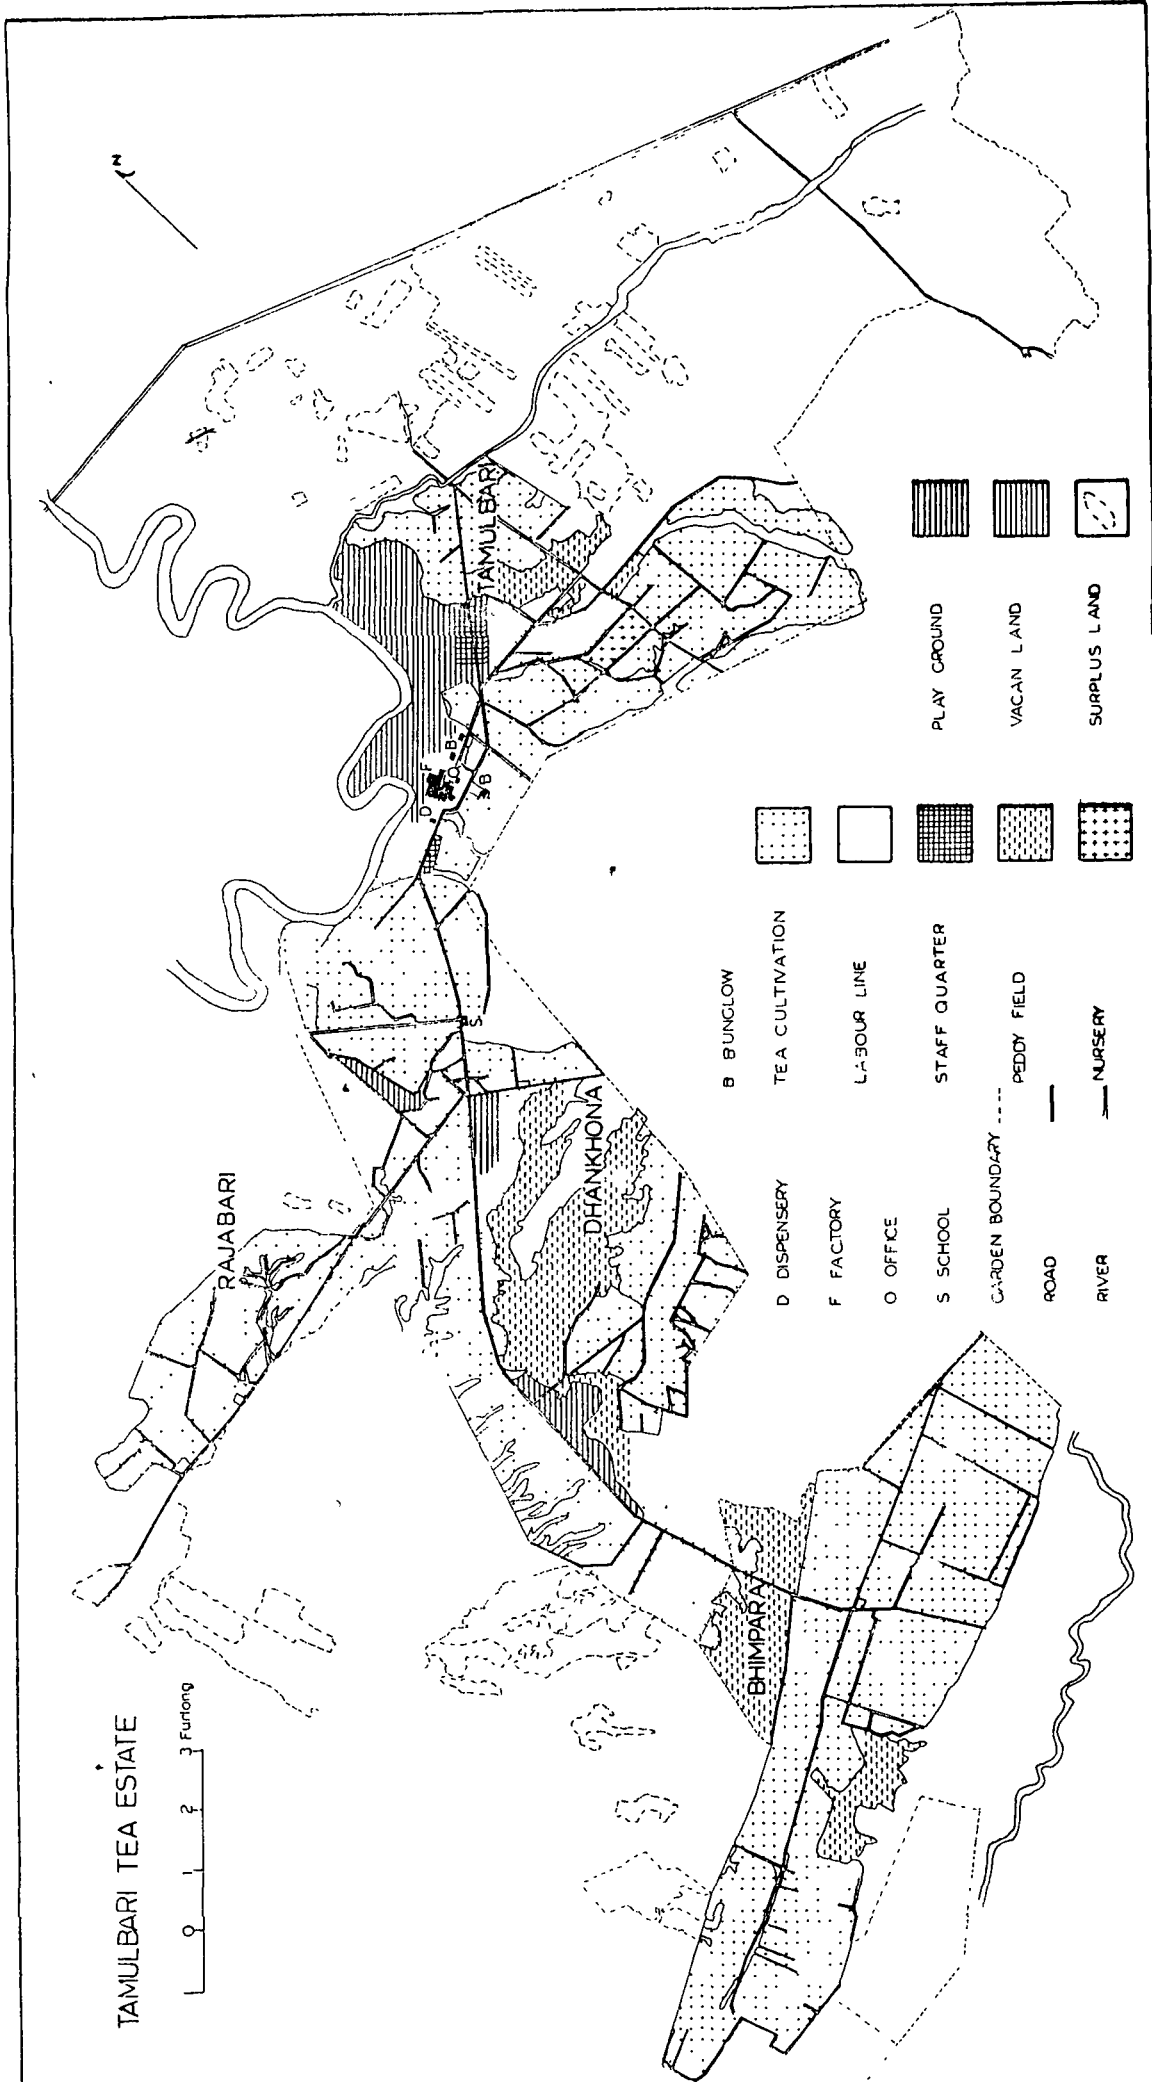 TAMULBARI TEA ESTATE
0 1 2 3 Furlong
N
RAJABARI
TAMULBARI
DHANKHONA
BHIMPARA
D
F
O
B
B
S
D DISPENSERY
F FACTORY
O OFFICE
S SCHOOL
GARDEN BOUNDARY
ROAD
RIVER
B BUNGLOW
TEA CULTIVATION
LABOUR LINE
STAFF QUARTER
PEDDY FIELD
NURSERY
PLAY GROUND
VACAN LAND
SURPLUS LAND